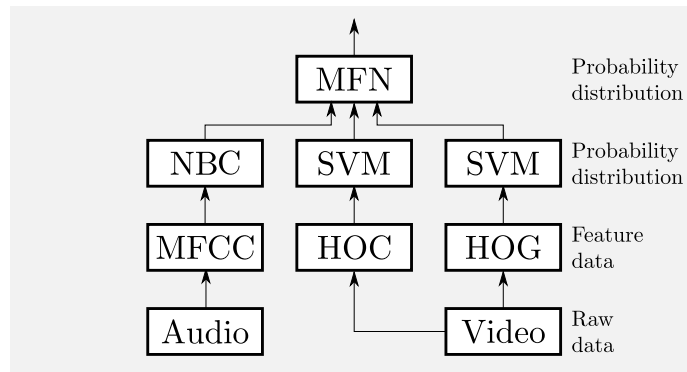 MFN
Probability
distribution
NBC
SVM
SVM
Probability
distribution
MFCC
HOC
HOG
Feature
data
Audio
Video
Raw
data